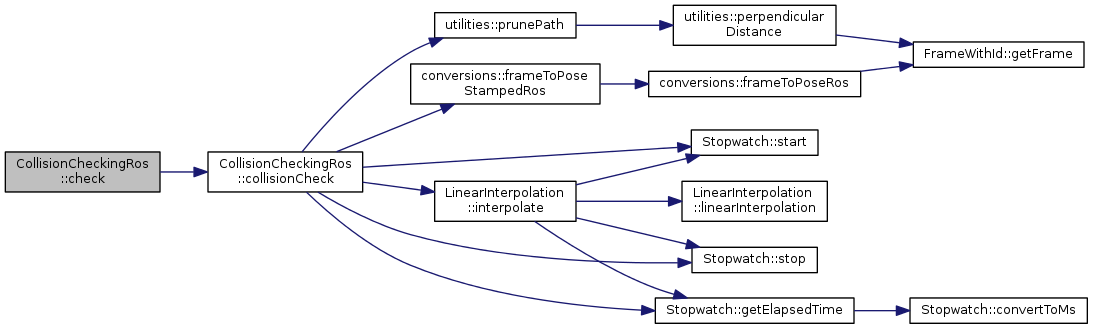 CollisionCheckingRos
::check
CollisionCheckingRos
::collisionCheck
utilities::prunePath
conversions::frameToPose
StampedRos
LinearInterpolation
::interpolate
utilities::perpendicular
Distance
conversions::frameToPoseRos
Stopwatch::start
LinearInterpolation
::linearInterpolation
Stopwatch::stop
Stopwatch::getElapsedTime
FrameWithId::getFrame
Stopwatch::convertToMs